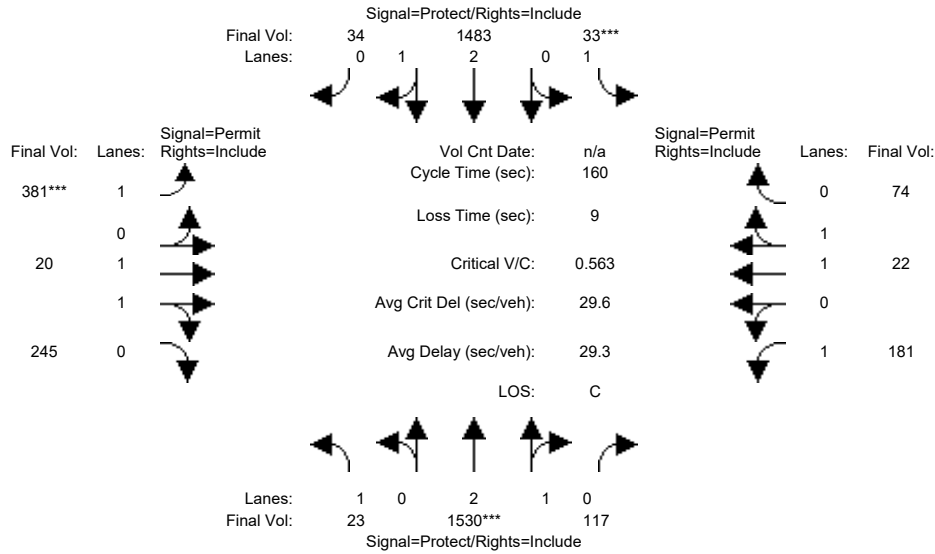 Signal=Protect/Rights=Include
Final Vol: 34 1483 33***
Lanes: 0 1 2 0 1
Signal=Permit Signal=Permit
Final Vol: Lanes: Rights=Include Vol Cnt Date: n/a Rights=Include Lanes: Final Vol:
Cycle Time (sec): 160
381*** 1 0 74
Loss Time (sec): 9
0 1
20 1 Critical V/C: 0.563 1 22
1 Avg Crit Del (sec/veh): 29.6 0
245 0 Avg Delay (sec/veh): 29.3 1 181
LOS: C
Lanes: 1 0 2 1 0
Final Vol: 23 1530*** 117
Signal=Protect/Rights=Include